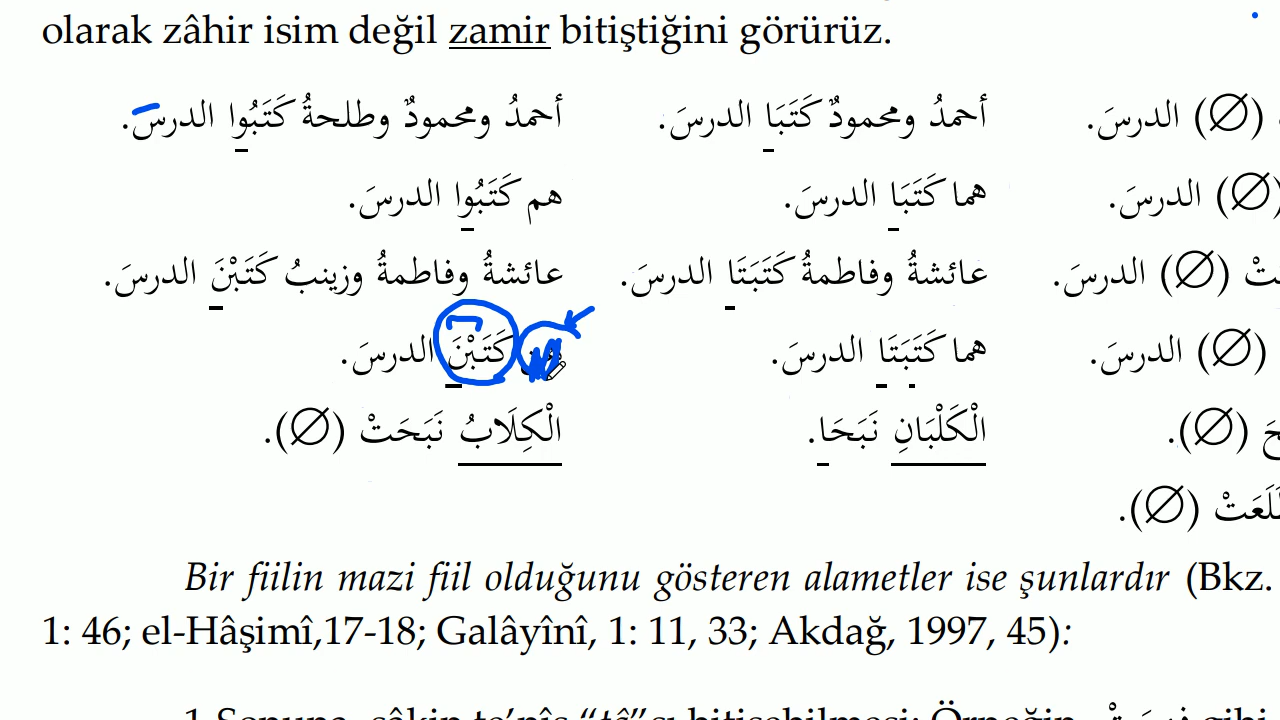 olarak zâhir isim değil zamir bitiştiğini görürüz.
(∅) الدرسَ. أحمدُ ومحمودٌ كَتَبَا الدرسَ. أحمدُ ومحمودٌ وطلحةُ كَتَبُوا الدرسَ.
(∅) الدرسَ. هما كَتَبَا الدرسَ. هم كَتَبُوا الدرسَ.
(∅) الدرسَ. عائشةُ وفاطمةُ كَتَبَتَا الدرسَ. عائشةُ وفاطمةُ وزينبُ كَتَبْنَ الدرسَ.
(∅) الدرسَ. هما كَتَبَتَا الدرسَ. كَتَبْنَ الدرسَ.
(∅). الْكَلْبَانِ نَبَحَا. الْكِلَابُ نَبَحَتْ (∅).
(∅).
Bir fiilin mazi fiil olduğunu gösteren alametler ise şunlardır (Bkz.
1: 46; el-Hâşimî,17-18; Galâyînî, 1: 11, 33; Akdağ, 1997, 45):